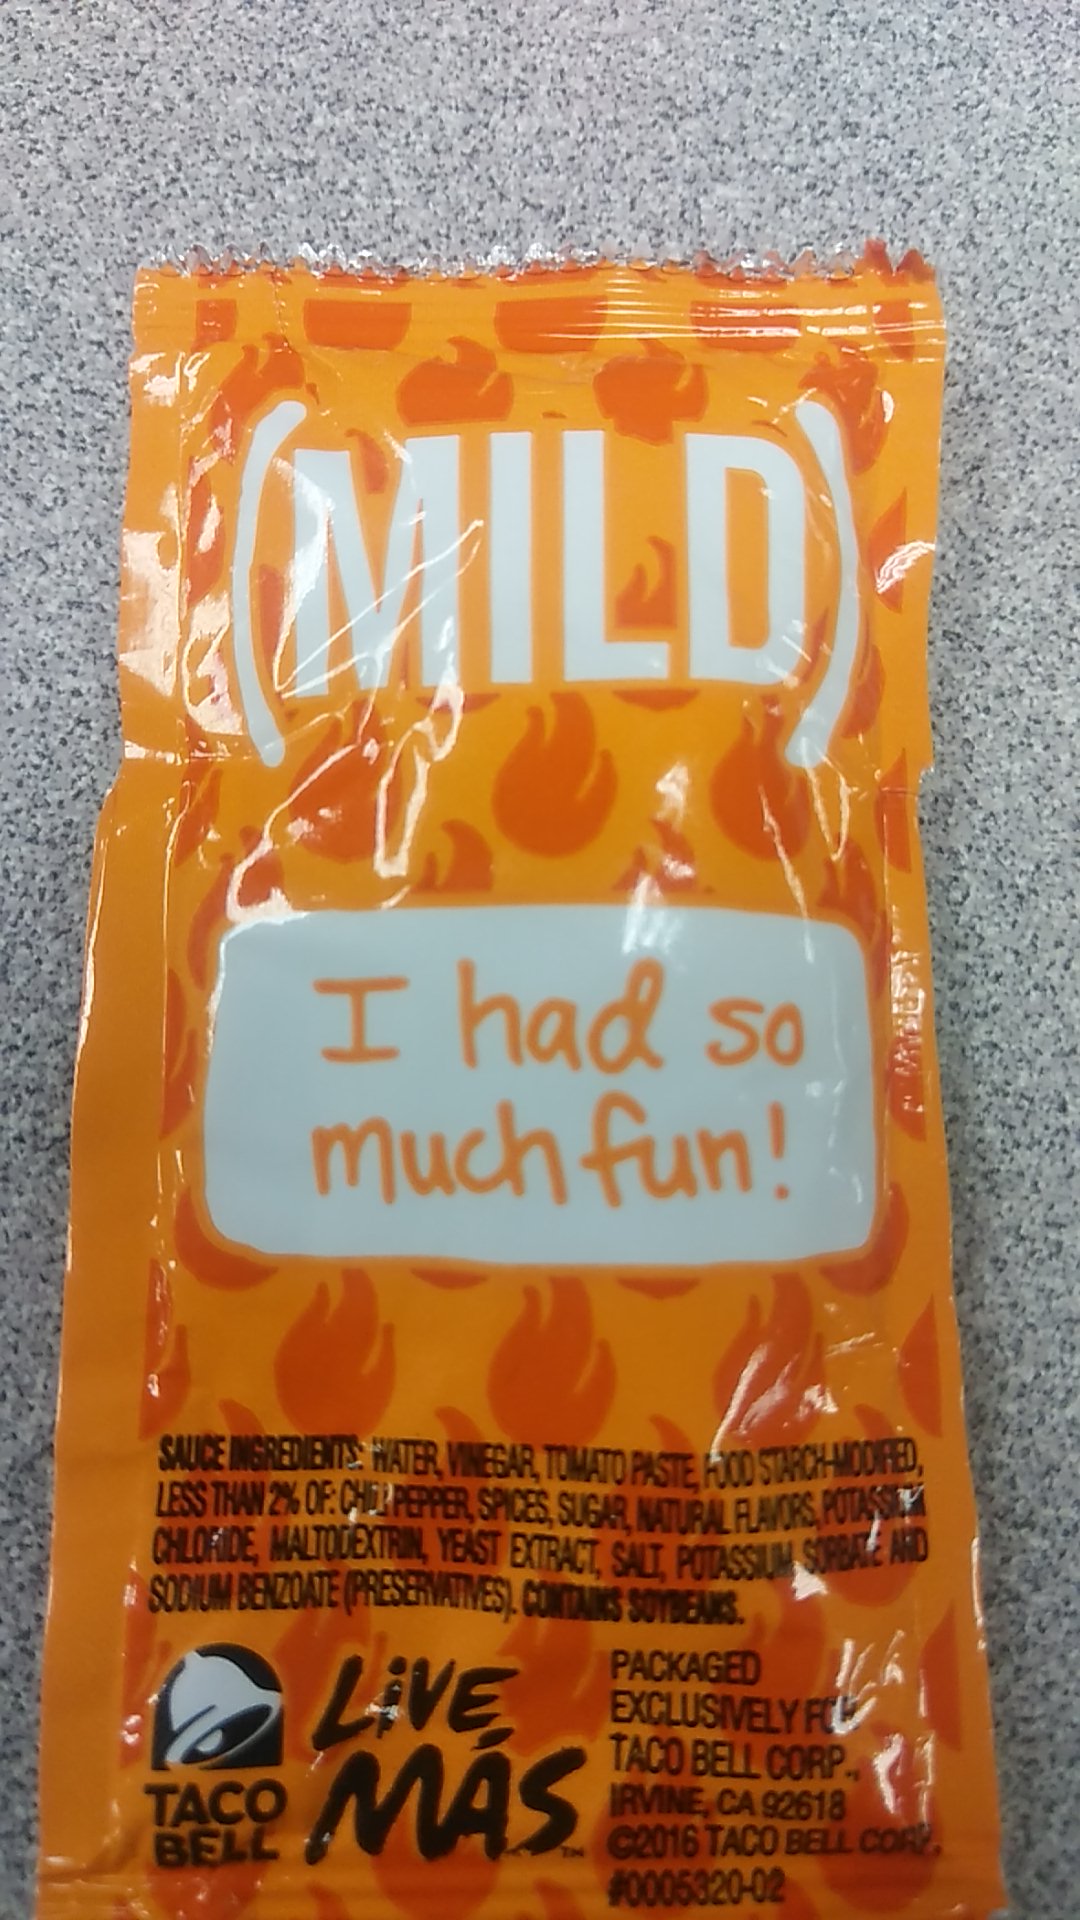 (MILD)
I had so
much fun!
SAUCE INGREDIENTS: WATER, VINEGAR, TOMATO PASTE, FOOD STARCH-MODIFIED,
LESS THAN 2% OF: CHILI PEPPER, SPICES, SUGAR, NATURAL FLAVORS, POTASSIUM
CHLORIDE, MALTODEXTRIN, YEAST EXTRACT, SALT, POTASSIUM SORBATE AND
SODIUM BENZOATE (PRESERVATIVES). CONTAINS SOYBEANS.
TACO
BELL
LIVE
MÁS™
PACKAGED
EXCLUSIVELY FOR
TACO BELL CORP.,
IRVINE, CA 92618
©2016 TACO BELL CORP.
#0005320-02